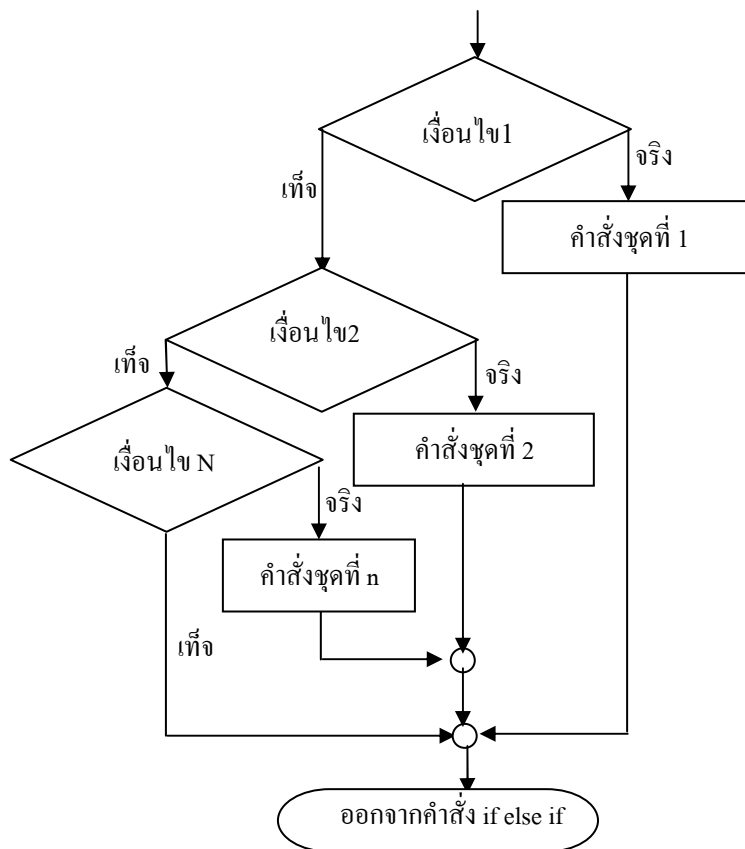 เงื่อนไข1
จริง
เท็จ
คำสั่งชุดที่ 1
เงื่อนไข2
เท็จ
จริง
คำสั่งชุดที่ 2
เงื่อนไข N
จริง
คำสั่งชุดที่ n
เท็จ
ออกจากคำสั่ง if else if